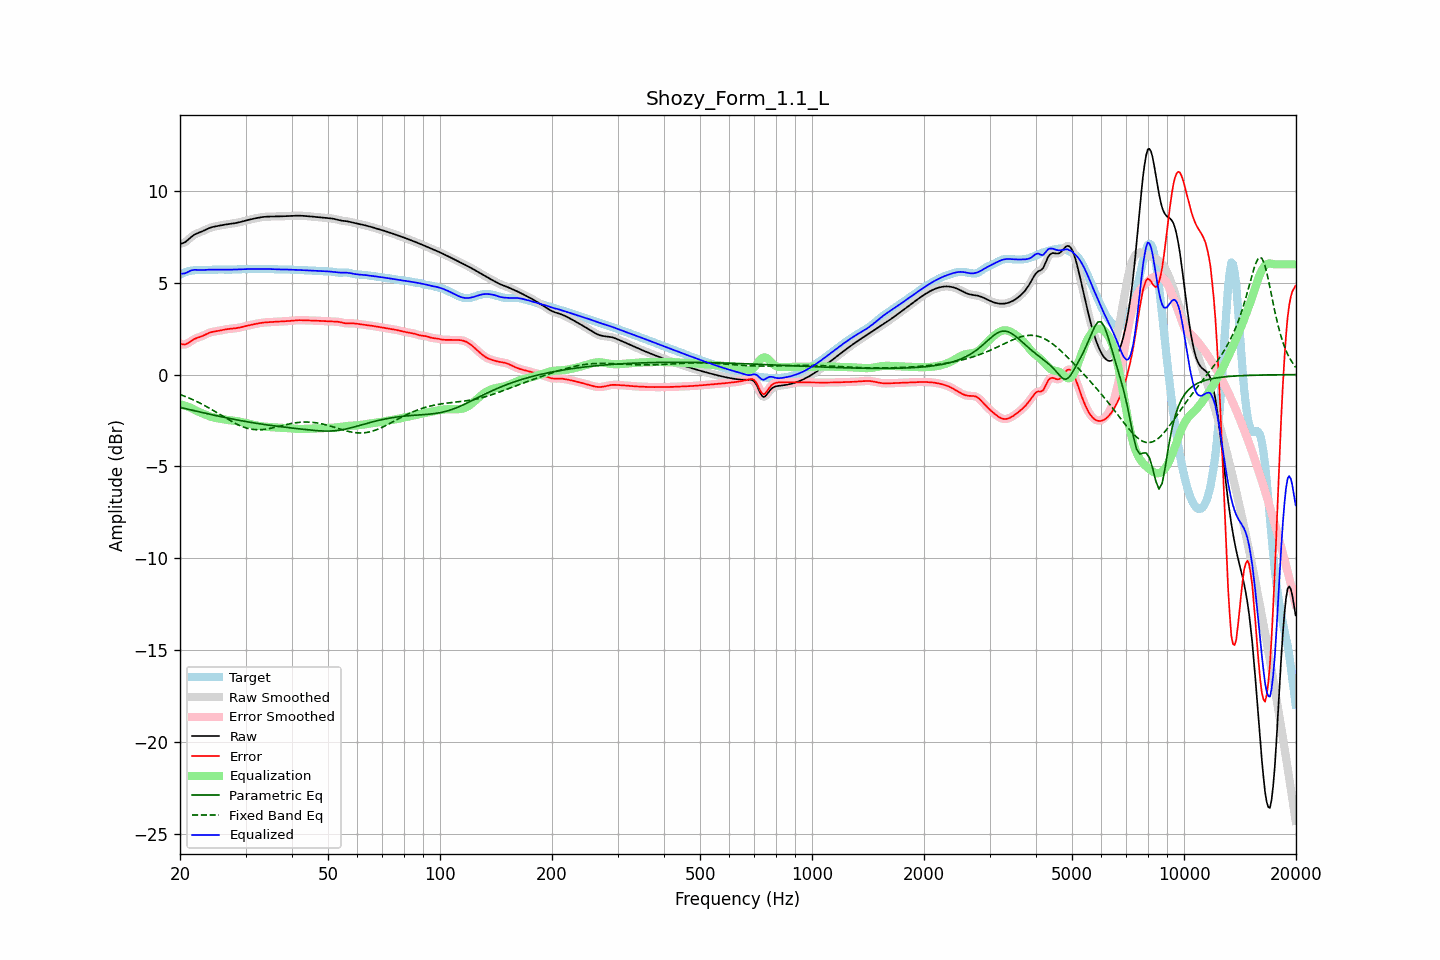 Shozy_Form_1.1_L
Amplitude (dBr)
10
5
0
−5
−10
−15
−20
−25
Target
Raw Smoothed
Error Smoothed
Raw
Error
Equalization
Parametric Eq
Fixed Band Eq
Equalized
20 50 100 200 500 1000 2000 5000 10000 20000
Frequency (Hz)